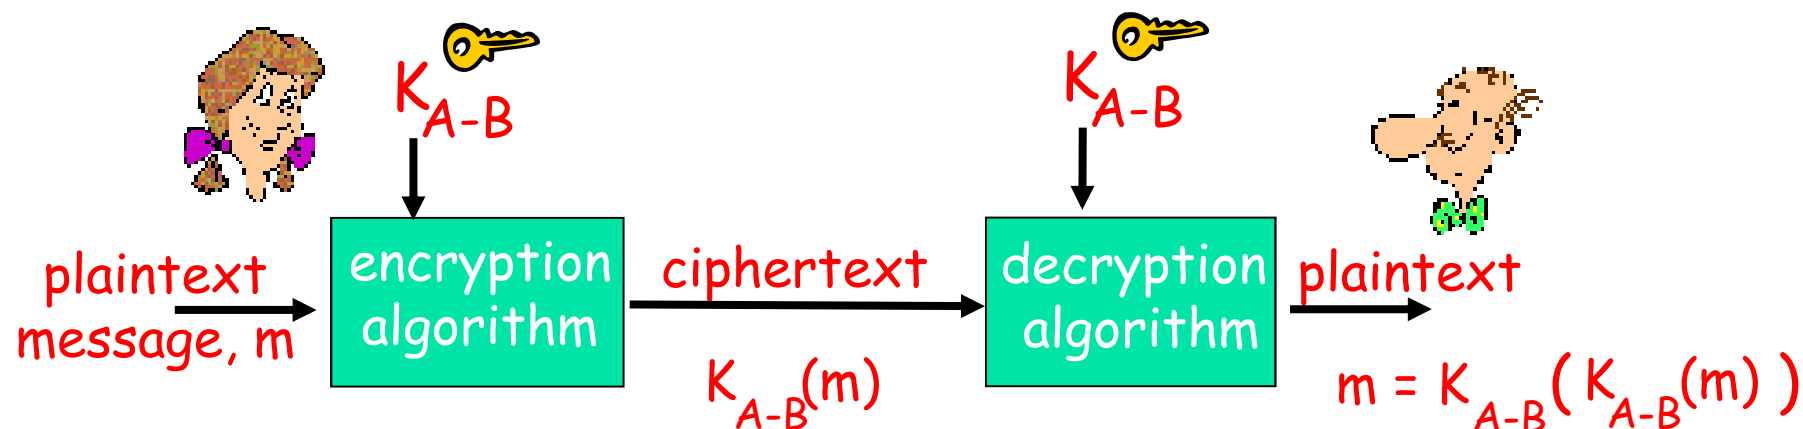 K A-B
K A-B
plaintext
message, m
encryption
algorithm
ciphertext
K A-B (m)
decryption
algorithm
plaintext
m = K A-B ( K A-B (m) )